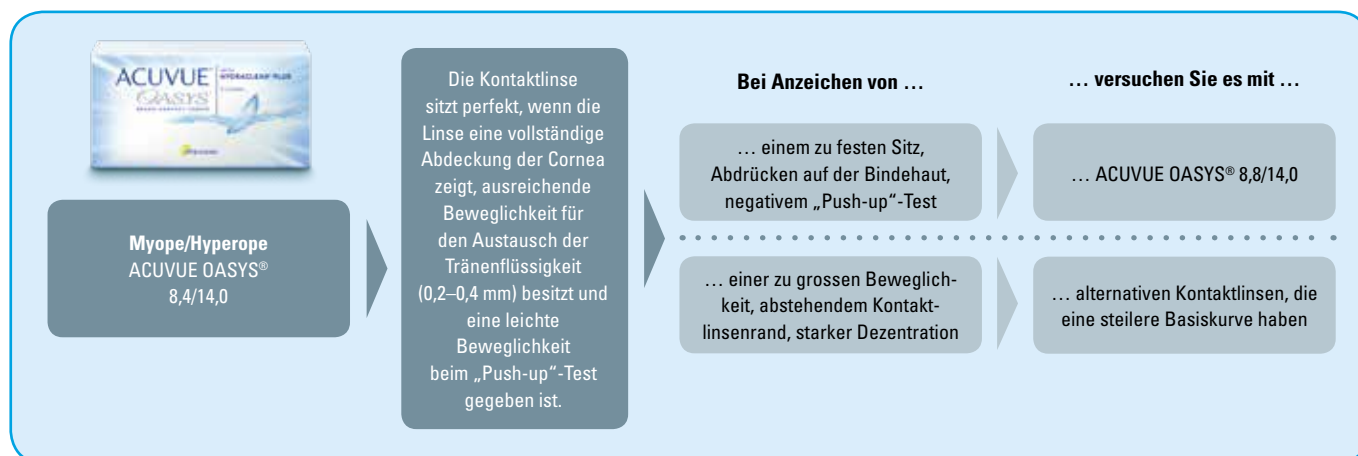 ACUVUE
HYDRACLEAR PLUS
OASYS
Myope/Hyperope
ACUVUE OASYS®
8,4/14,0
Die Kontaktlinse
sitzt perfekt, wenn die
Linse eine vollständige
Abdeckung der Cornea
zeigt, ausreichende
Beweglichkeit für
den Austausch der
Tränenflüssigkeit
(0,2–0,4 mm) besitzt und
eine leichte
Beweglichkeit
beim „Push-up“-Test
gegeben ist.
Bei Anzeichen von …
… einem zu festen Sitz,
Abdrücken auf der Bindehaut,
negativem „Push-up“-Test
… einer zu grossen Beweglich-
keit, abstehendem Kontakt-
linsenrand, starker Dezentration
… versuchen Sie es mit …
… ACUVUE OASYS® 8,8/14,0
… alternativen Kontaktlinsen, die
eine steilere Basiskurve haben